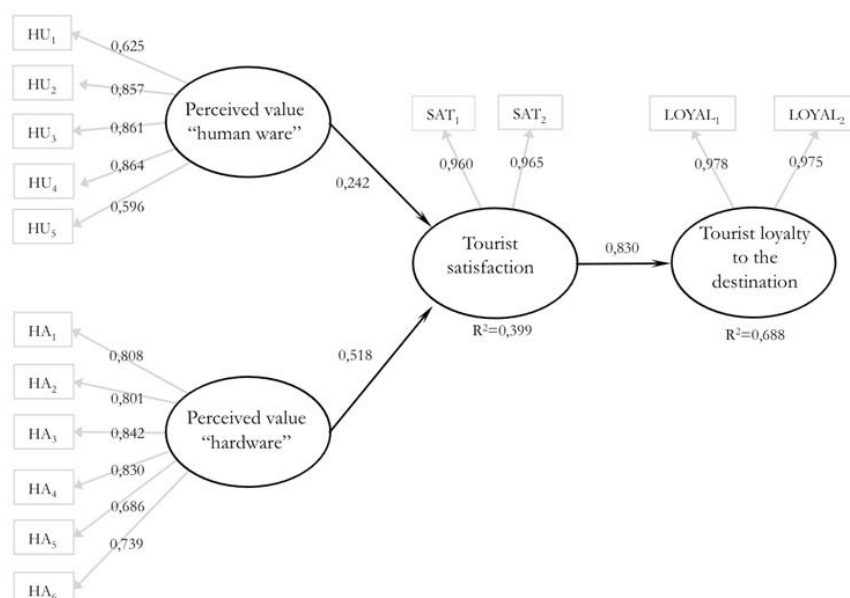 HU₁
0,625
HU₂
0,857
HU₃
0,861
HU₄
0,864
HU₅
0,596
Perceived value
“human ware”
0,242
SAT₁
SAT₂
0,960
0,965
LOYAL₁
LOYAL₂
0,978
0,975
Tourist
satisfaction
R²=0,399
0,830
Tourist loyalty
to the
destination
R²=0,688
HA₁
0,808
HA₂
0,801
HA₃
0,842
HA₄
0,830
HA₅
0,686
HA₆
0,739
Perceived value
“hardware”
0,518